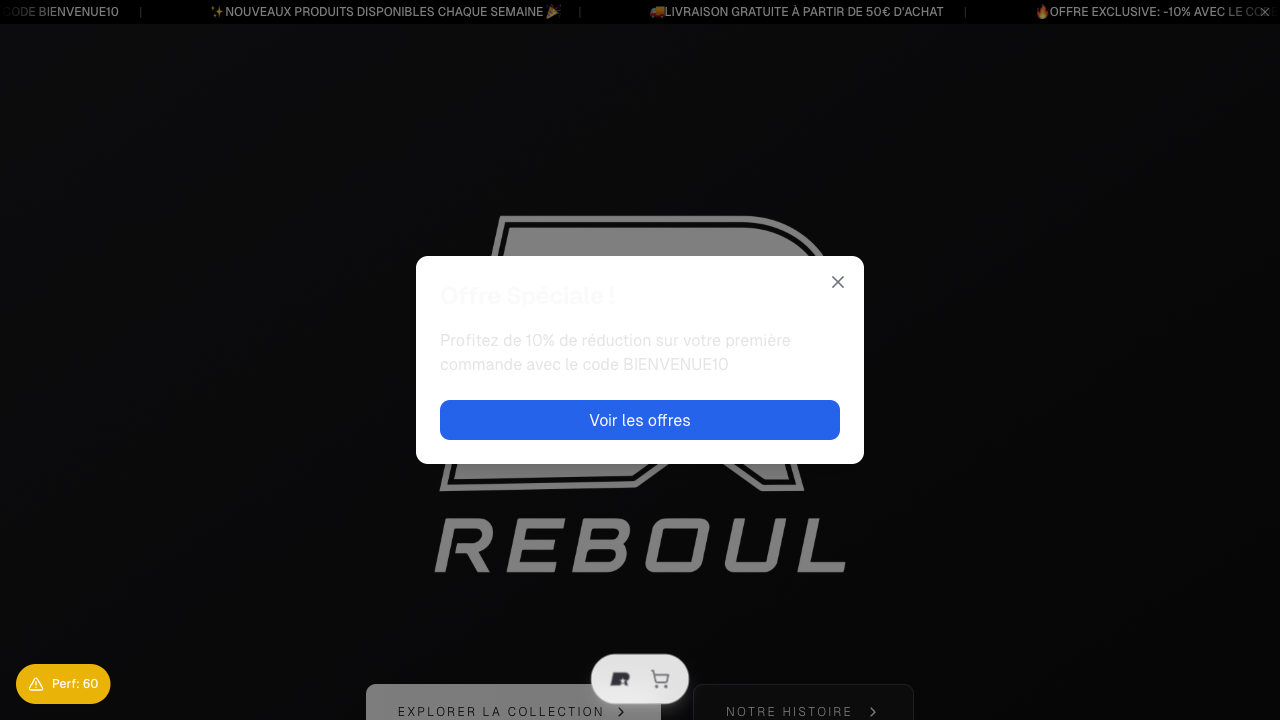 CODE BIENVENUE10 | ✨NOUVEAUX PRODUITS DISPONIBLES CHAQUE SEMAINE🎉 | 🚚LIVRAISON GRATUITE À PARTIR DE 50€ D'ACHAT | 🔥OFFRE EXCLUSIVE: -10% AVEC LE
Offre Spéciale !
Profitez de 10% de réduction sur votre première
commande avec le code BIENVENUE10
Voir les offres
REBOUL
Perf: 60
EXPLORER LA COLLECTION
NOTRE HISTOIRE